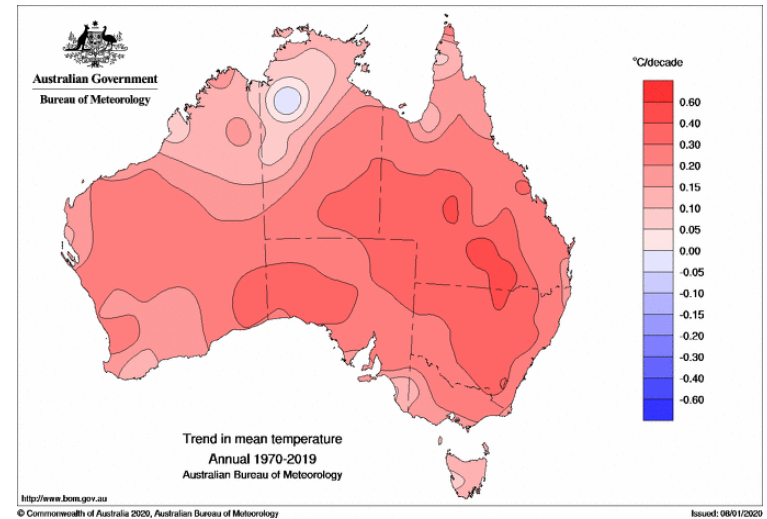 Australian Government
Bureau of Meteorology
°C/decade
0.60
0.40
0.30
0.20
0.15
0.10
0.05
0.00
-0.05
-0.10
-0.15
-0.20
-0.30
-0.40
-0.60
Trend in mean temperature
Annual 1970-2019
Australian Bureau of Meteorology
http://www.bom.gov.au
© Commonwealth of Australia 2020, Australian Bureau of Meteorology
Issued: 08/01/2020